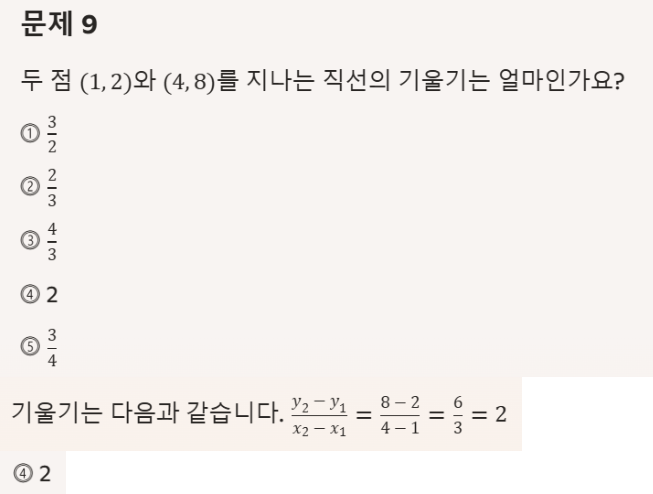 문제 9
두 점 (1, 2)와 (4, 8)를 지나는 직선의 기울기는 얼마인가요?
① 3/2
② 2/3
③ 4/3
④ 2
⑤ 3/4
기울기는 다음과 같습니다. (y₂ − y₁)/(x₂ − x₁) = (8 − 2)/(4 − 1) = 6/3 = 2
④ 2